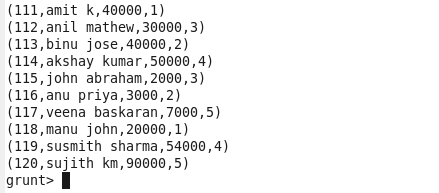 (111,amit k,40000,1)
(112,anil mathew,30000,3)
(113,binu jose,40000,2)
(114,akshay kumar,50000,4)
(115,john abraham,2000,3)
(116,anu priya,3000,2)
(117,veena baskaran,7000,5)
(118,manu john,20000,1)
(119,susmith sharma,54000,4)
(120,sujith km,90000,5)
grunt>